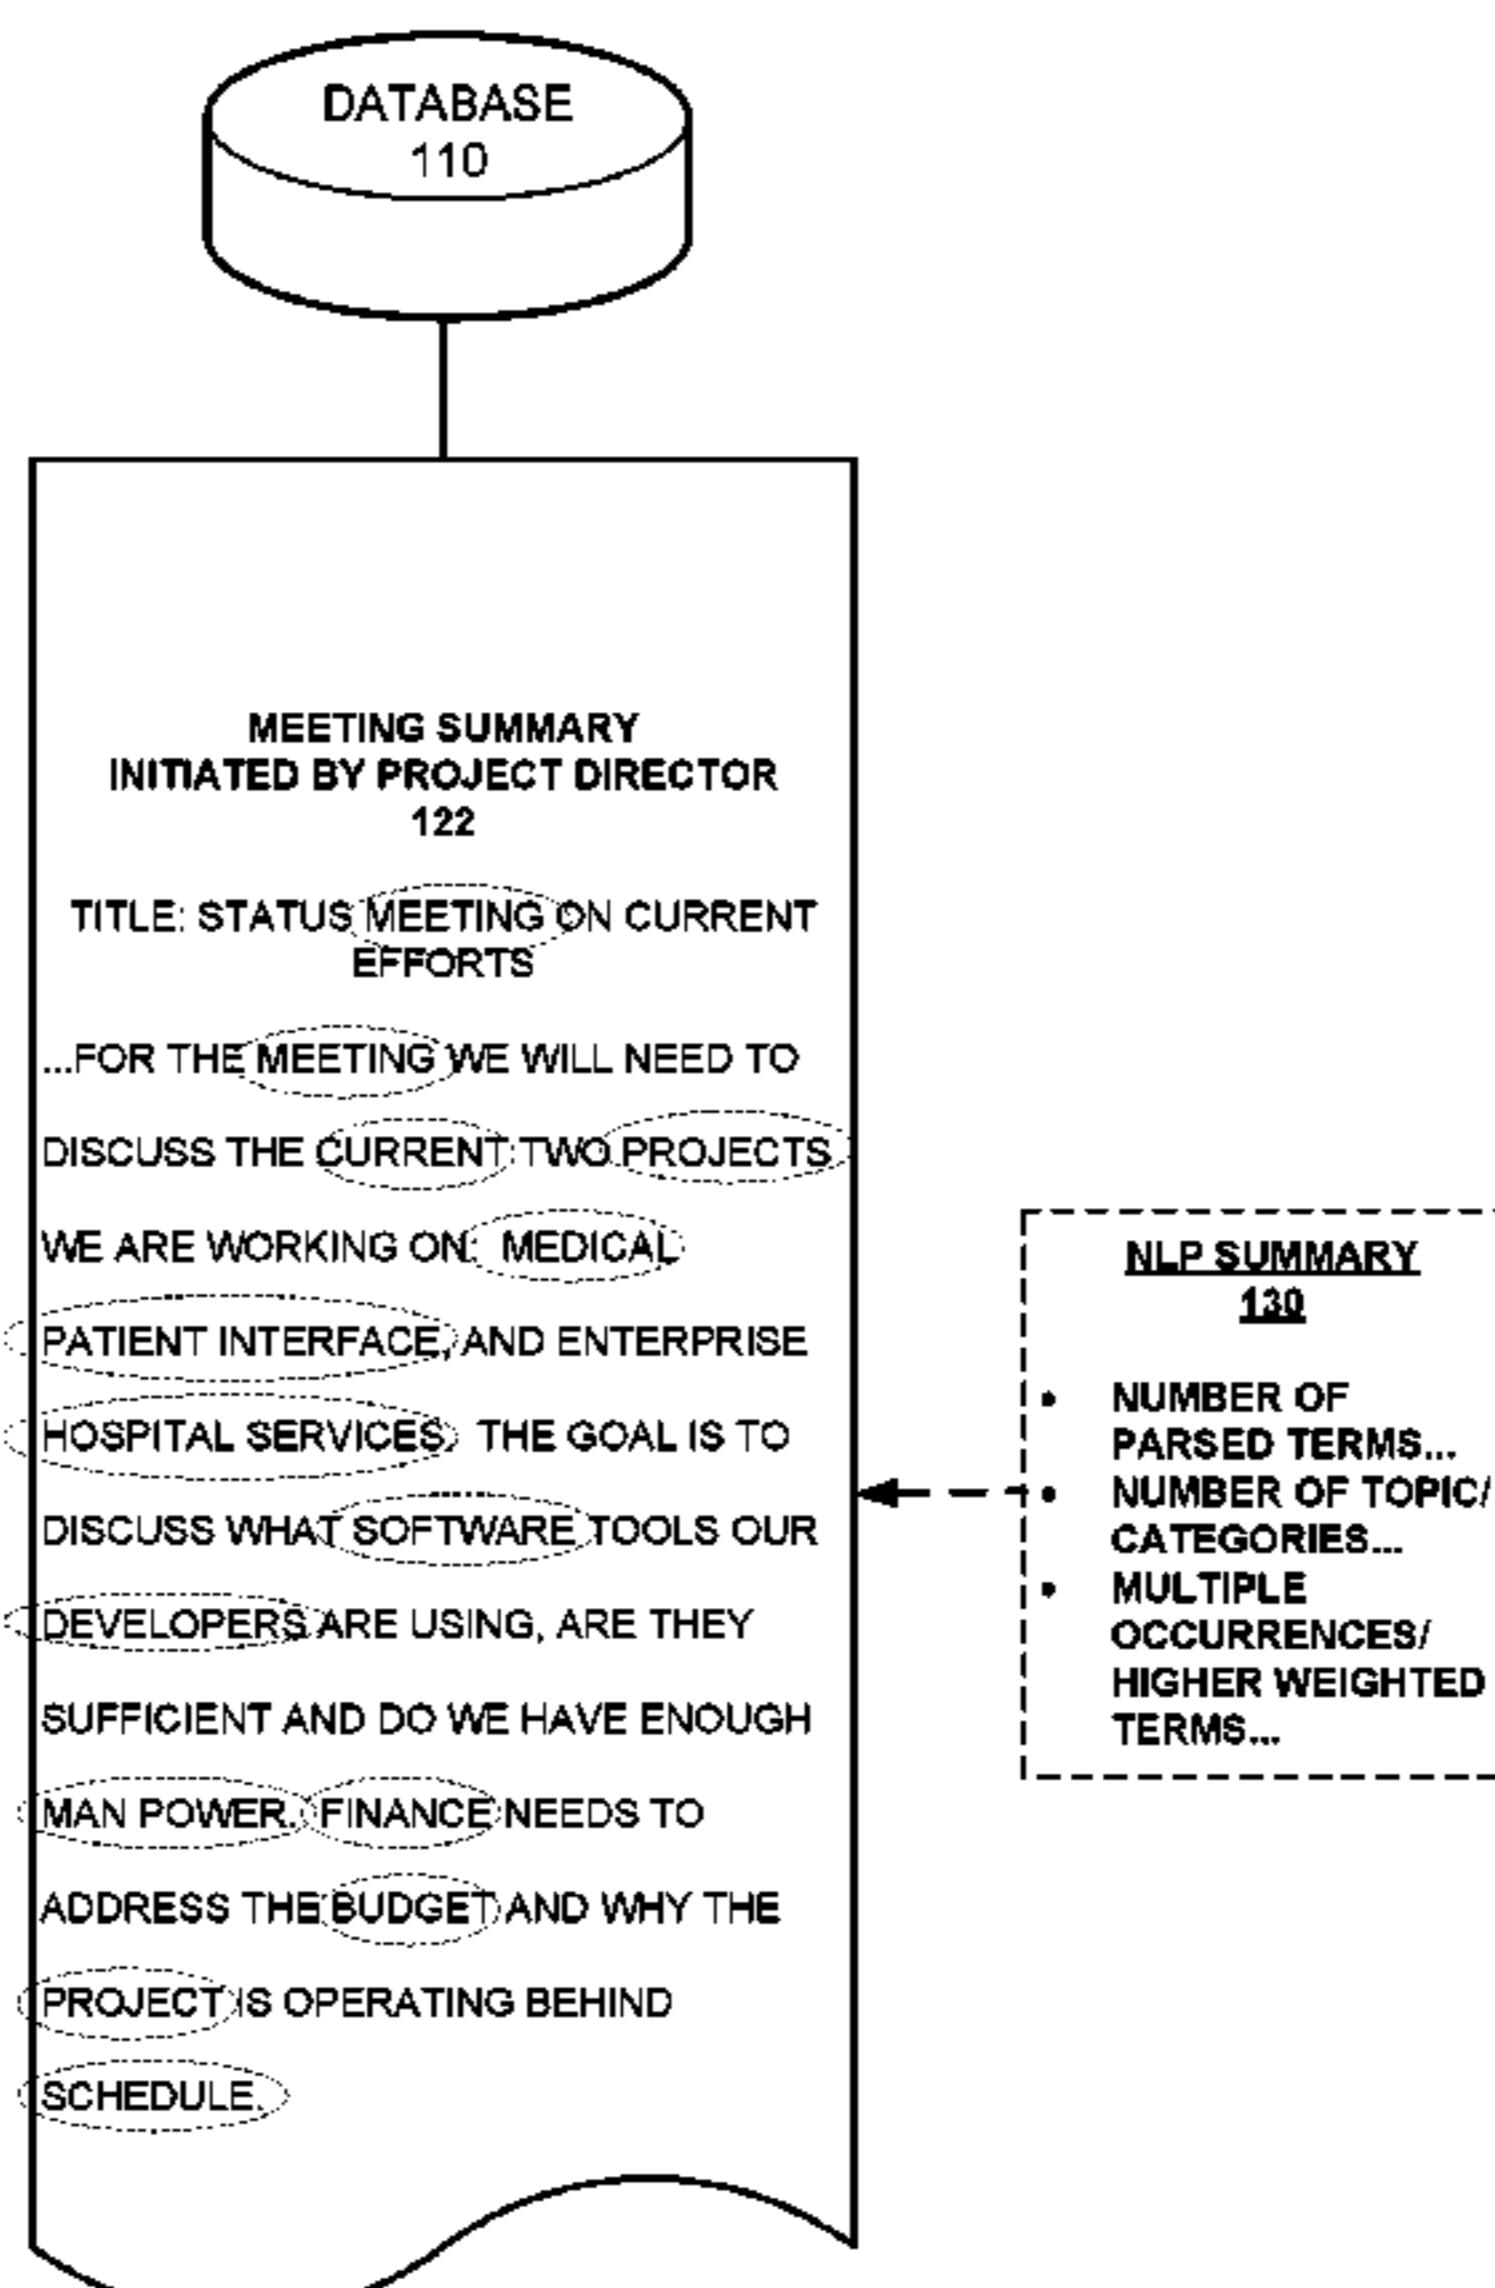 DATABASE
110
MEETING SUMMARY
INITIATED BY PROJECT DIRECTOR
122
TITLE: STATUS MEETING ON CURRENT
EFFORTS
...FOR THE MEETING WE WILL NEED TO
DISCUSS THE CURRENT TWO PROJECTS
WE ARE WORKING ON: MEDICAL
PATIENT INTERFACE, AND ENTERPRISE
HOSPITAL SERVICES. THE GOAL IS TO
DISCUSS WHAT SOFTWARE TOOLS OUR
DEVELOPERS ARE USING, ARE THEY
SUFFICIENT AND DO WE HAVE ENOUGH
MAN POWER. FINANCE NEEDS TO
ADDRESS THE BUDGET AND WHY THE
PROJECT IS OPERATING BEHIND
SCHEDULE.
NLP SUMMARY
130
• NUMBER OF
PARSED TERMS...
• NUMBER OF TOPIC/
CATEGORIES...
• MULTIPLE
OCCURRENCES/
HIGHER WEIGHTED
TERMS...